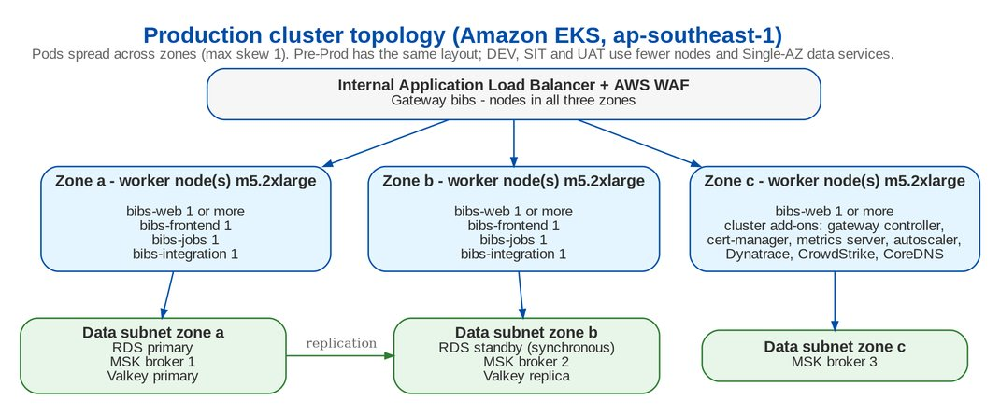 Production cluster topology (Amazon EKS, ap-southeast-1)
Pods spread across zones (max skew 1). Pre-Prod has the same layout; DEV, SIT and UAT use fewer nodes and Single-AZ data services.
Internal Application Load Balancer + AWS WAF
Gateway bibs - nodes in all three zones
Zone a - worker node(s) m5.2xlarge
bibs-web 1 or more
bibs-frontend 1
bibs-jobs 1
bibs-integration 1
Zone b - worker node(s) m5.2xlarge
bibs-web 1 or more
bibs-frontend 1
bibs-jobs 1
bibs-integration 1
Zone c - worker node(s) m5.2xlarge
bibs-web 1 or more
cluster add-ons: gateway controller,
cert-manager, metrics server, autoscaler,
Dynatrace, CrowdStrike, CoreDNS
Data subnet zone a
RDS primary
MSK broker 1
Valkey primary
replication
Data subnet zone b
RDS standby (synchronous)
MSK broker 2
Valkey replica
Data subnet zone c
MSK broker 3